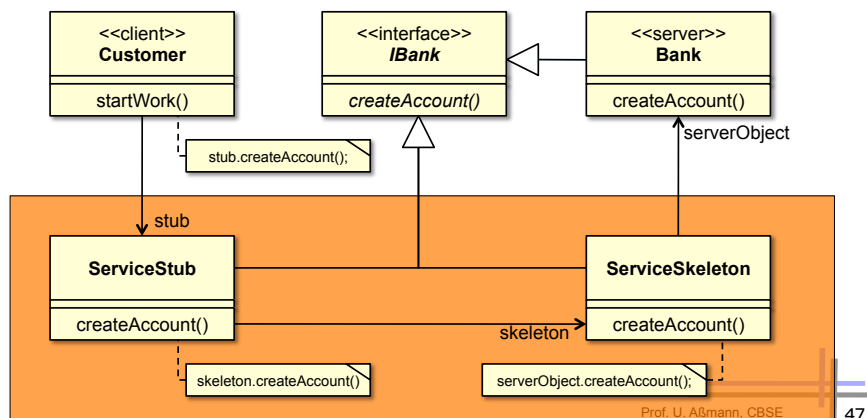 <<client>>
Customer
startWork()
stub.createAccount();
<<interface>>
IBank
createAccount()
<<server>>
Bank
createAccount()
serverObject
stub
ServiceStub
createAccount()
skeleton.createAccount()
skeleton
ServiceSkeleton
createAccount()
serverObject.createAccount();
Prof. U. Aßmann, CBSE
47